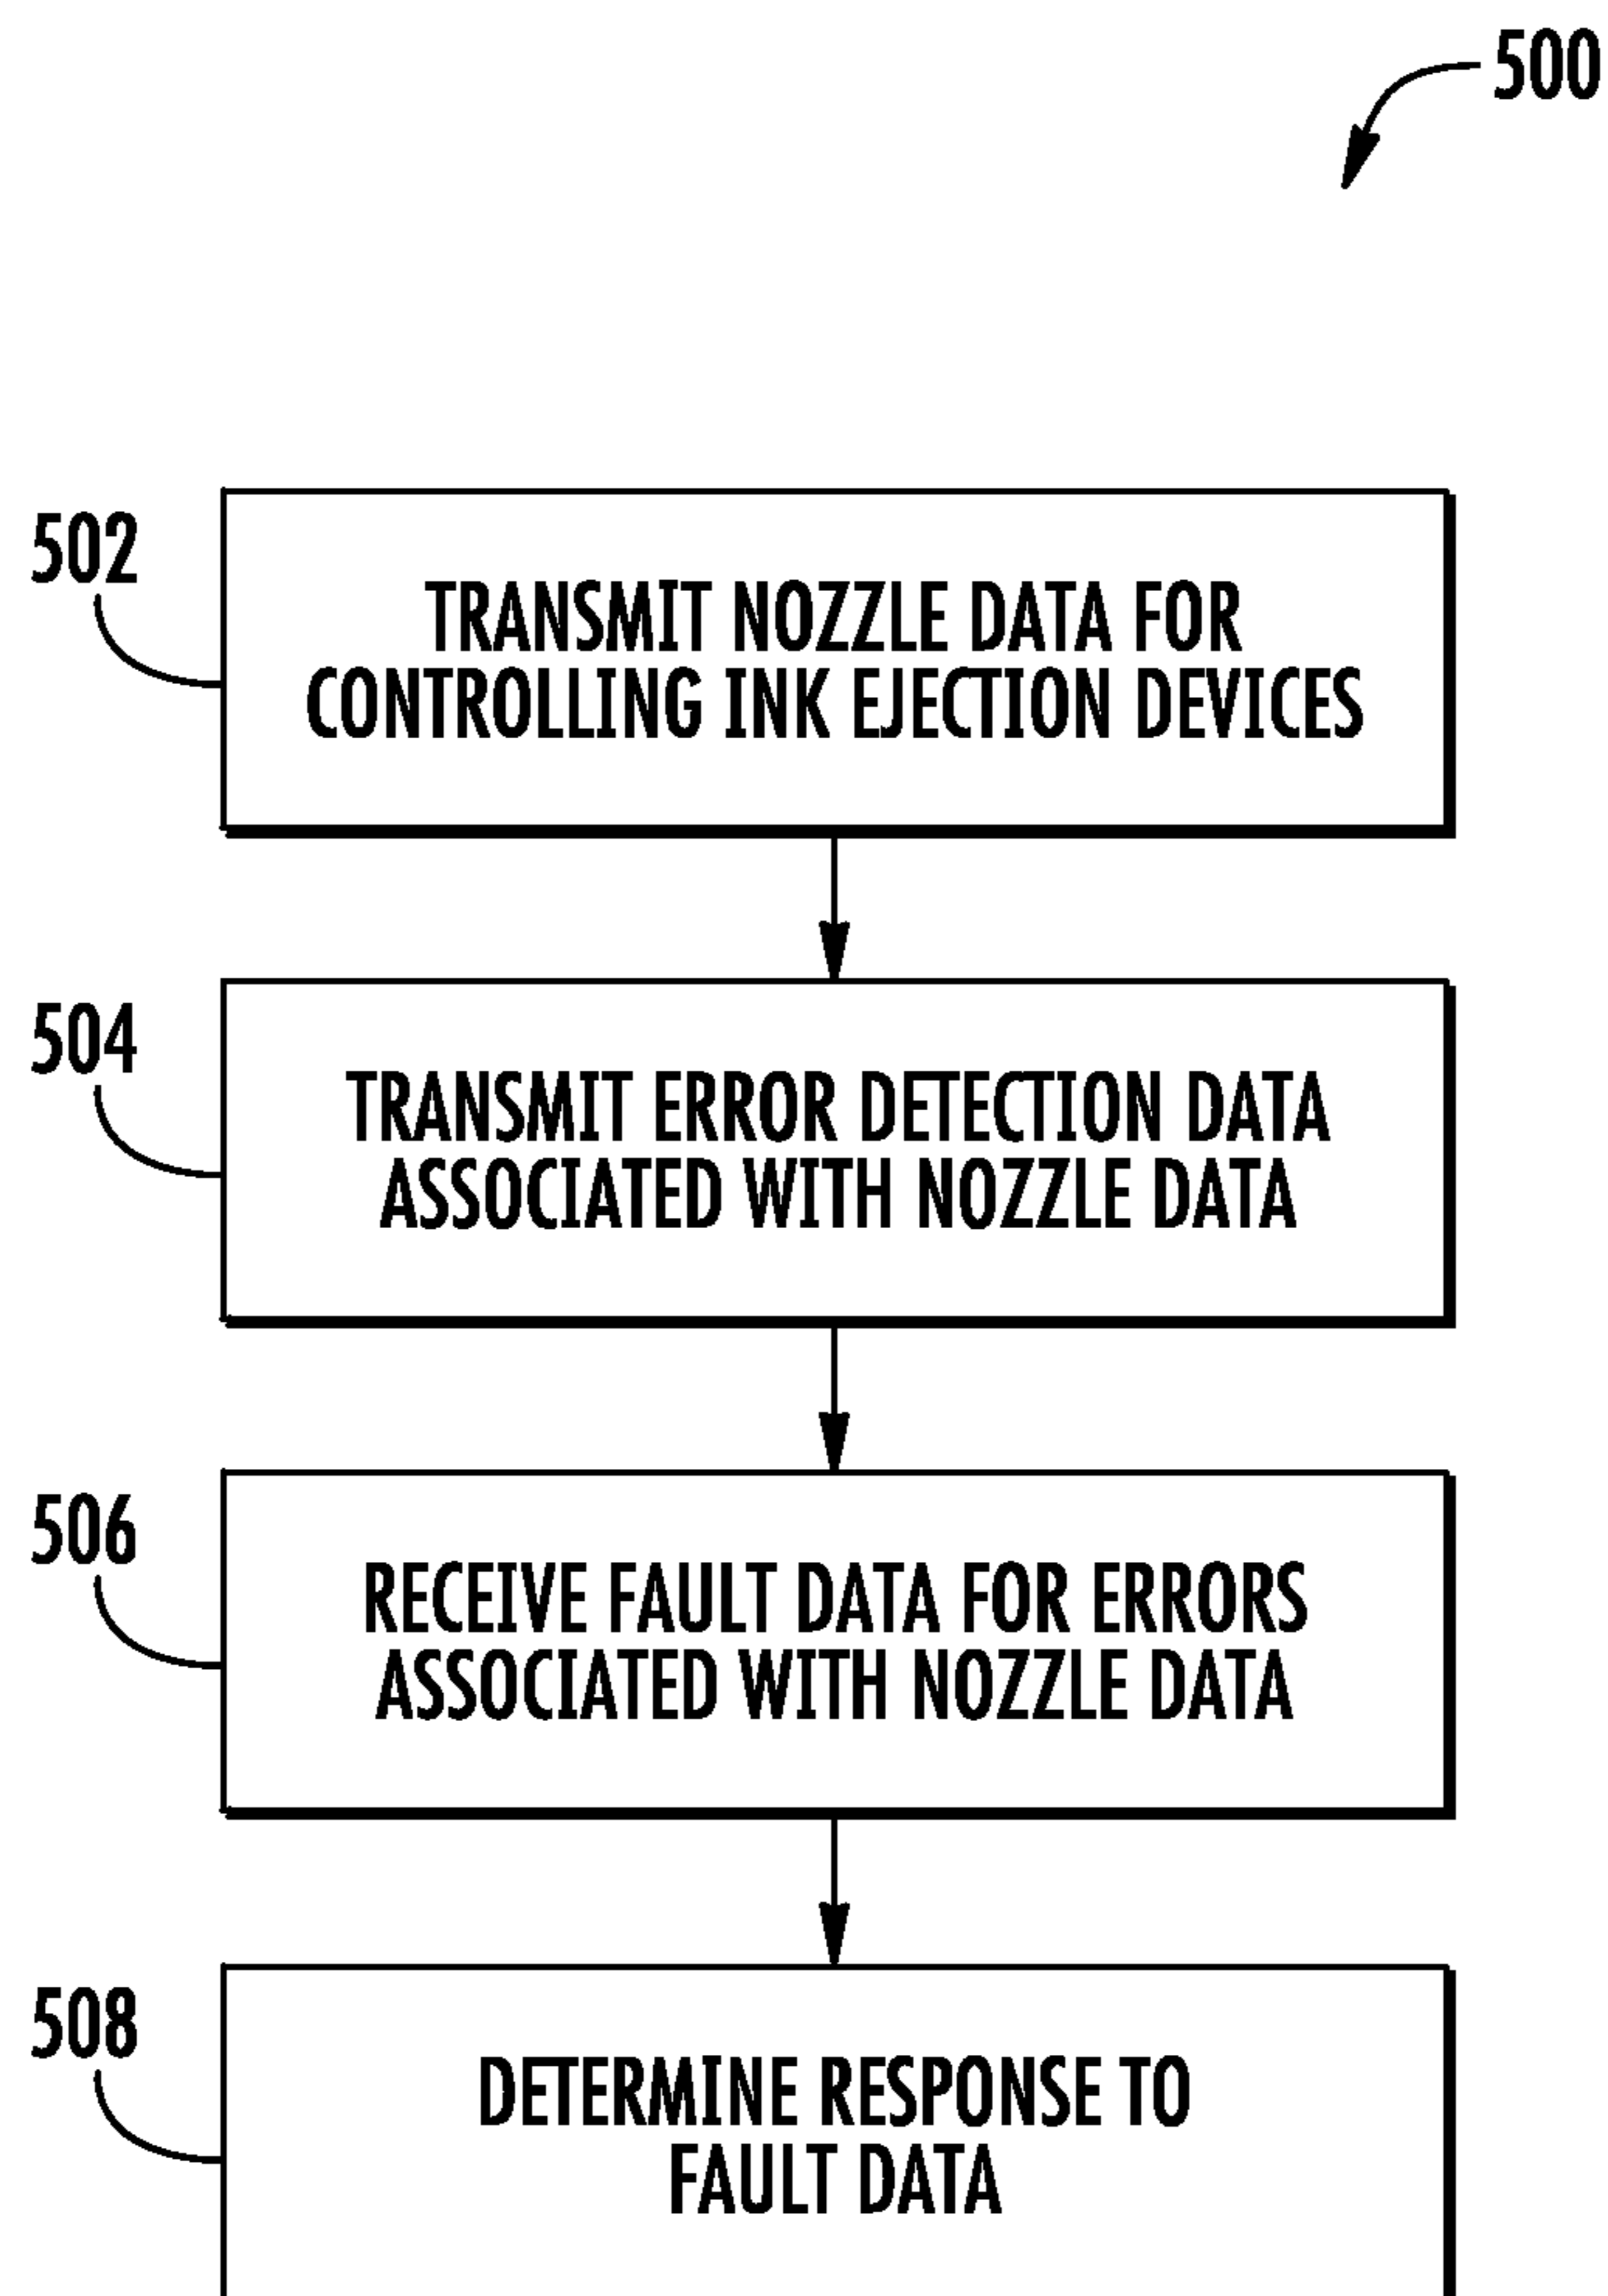 500
502
TRANSMIT NOZZLE DATA FOR
CONTROLLING INK EJECTION DEVICES
504
TRANSMIT ERROR DETECTION DATA
ASSOCIATED WITH NOZZLE DATA
506
RECEIVE FAULT DATA FOR ERRORS
ASSOCIATED WITH NOZZLE DATA
508
DETERMINE RESPONSE TO
FAULT DATA